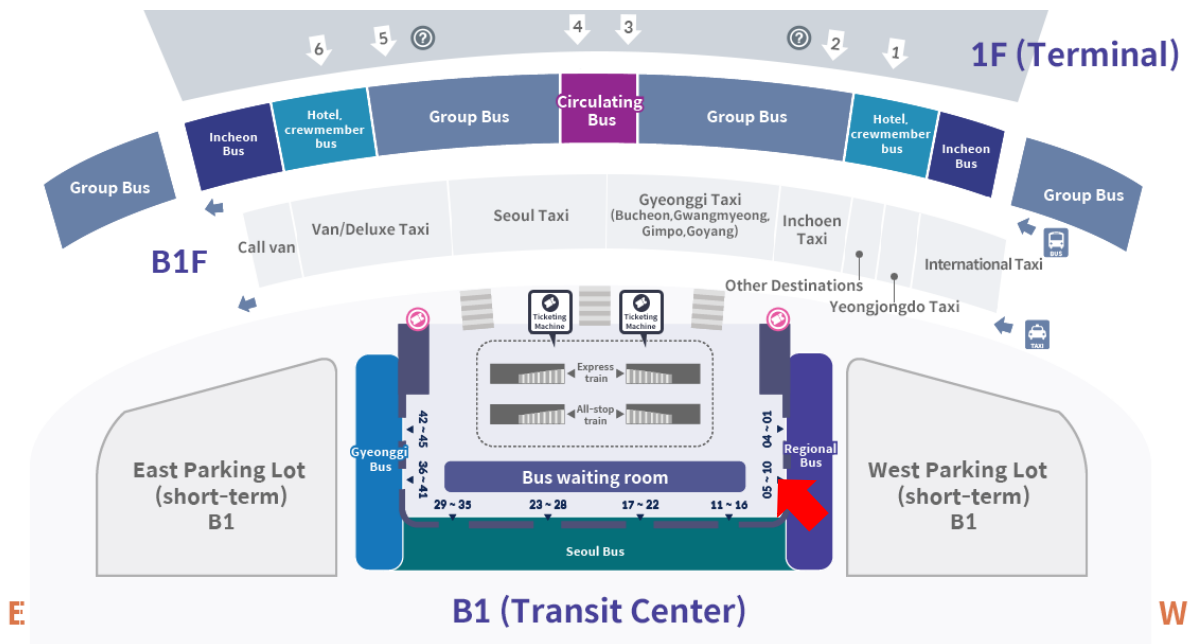 4
3
5
6
2
1
?
?
1F (Terminal)
Circulating
Bus
Group Bus
Group Bus
Hotel,
crewmember
bus
Hotel,
crewmember
bus
Incheon
Bus
Incheon
Bus
Group Bus
Group Bus
Call van
Van/Deluxe Taxi
Seoul Taxi
Gyeonggi Taxi
(Bucheon,Gwangmyeong,
Gimpo,Goyang)
Inchoen
Taxi
Other Destinations
Yeongjongdo Taxi
International Taxi
BUS
TAXI
B1F
Ticketing
Machine
Ticketing
Machine
Express
train
All-stop
train
42 ~ 45
36 ~ 41
04 ~ 01
05 ~ 10
Gyeonggi
Bus
Regional
Bus
Bus waiting room
29 ~ 35
23 ~ 28
17 ~ 22
11 ~ 16
Seoul Bus
East Parking Lot
(short-term)
B1
West Parking Lot
(short-term)
B1
E
B1 (Transit Center)
W